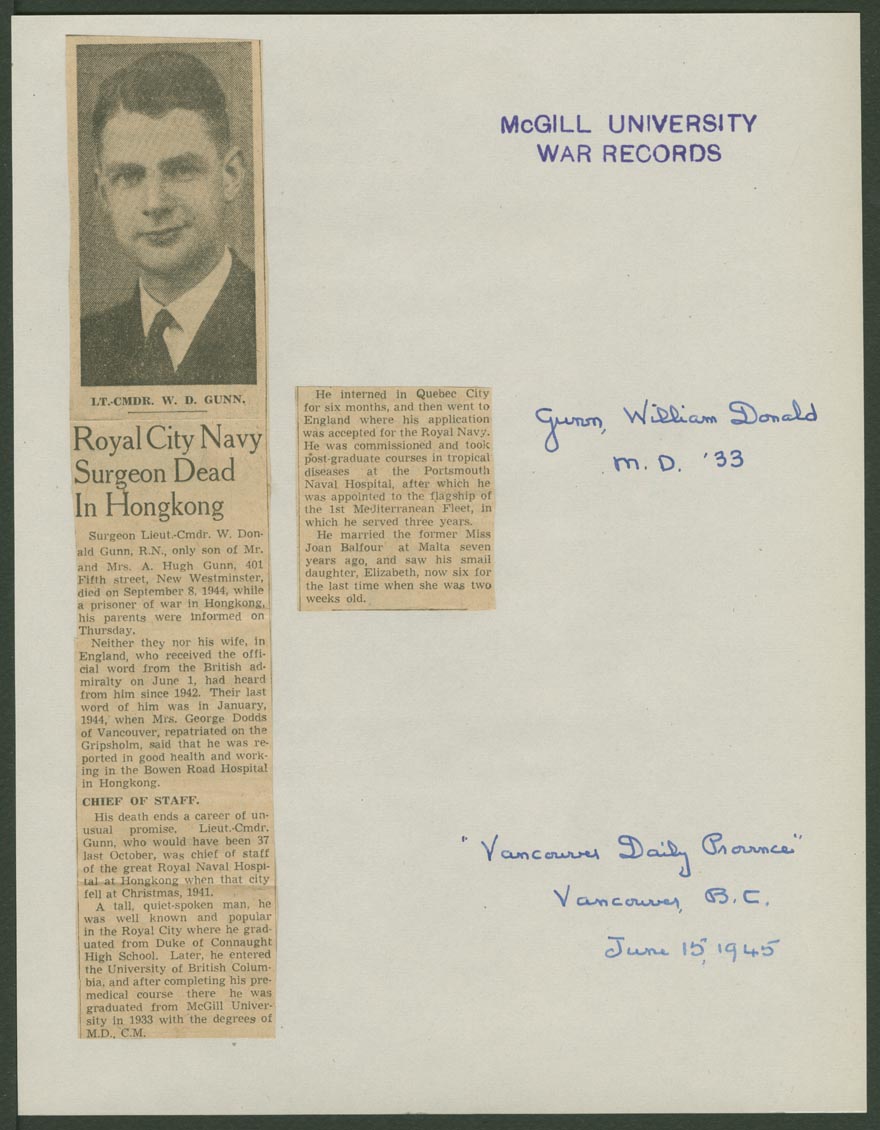 McGILL UNIVERSITY
WAR RECORDS
LT.-CMDR. W. D. GUNN.
Royal City Navy
Surgeon Dead
In Hongkong
Surgeon Lieut.-Cmdr. W. Don-
ald Gunn, R.N., only son of Mr.
and Mrs. A. Hugh Gunn, 401
Fifth street, New Westminster,
died on September 8, 1944, while
a prisoner of war in Hongkong,
his parents were informed on
Thursday.
Neither they nor his wife, in
England, who received the offi-
cial word from the British ad-
miralty on June 1, had heard
from him since 1942. Their last
word of him was in January,
1944, when Mrs. George Dodds
of Vancouver, repatriated on the
Gripsholm, said that he was re-
ported in good health and work-
ing in the Bowen Road Hospital
in Hongkong.
CHIEF OF STAFF.
His death ends a career of un-
usual promise. Lieut.-Cmdr.
Gunn, who would have been 37
last October, was chief of staff
of the great Royal Naval Hospi-
tal at Hongkong when that city
fell at Christmas, 1941.
A tall, quiet-spoken man, he
was well known and popular
in the Royal City where he grad-
uated from Duke of Connaught
High School. Later, he entered
the University of British Colum-
bia, and after completing his pre-
medical course there he was
graduated from McGill Univer-
sity in 1933 with the degrees of
M.D., C.M.
He interned in Quebec City
for six months, and then went to
England where his application
was accepted for the Royal Navy.
He was commissioned and took
post-graduate courses in tropical
diseases at the Portsmouth
Naval Hospital, after which he
was appointed to the flagship of
the 1st Mediterranean Fleet, in
which he served three years.
He married the former Miss
Joan Balfour at Malta seven
years ago, and saw his small
daughter, Elizabeth, now six for
the last time when she was two
weeks old.
Gunn, William Donald
M. D. '33
"Vancouver Daily Province"
Vancouver, B.C.
June 15, 1945